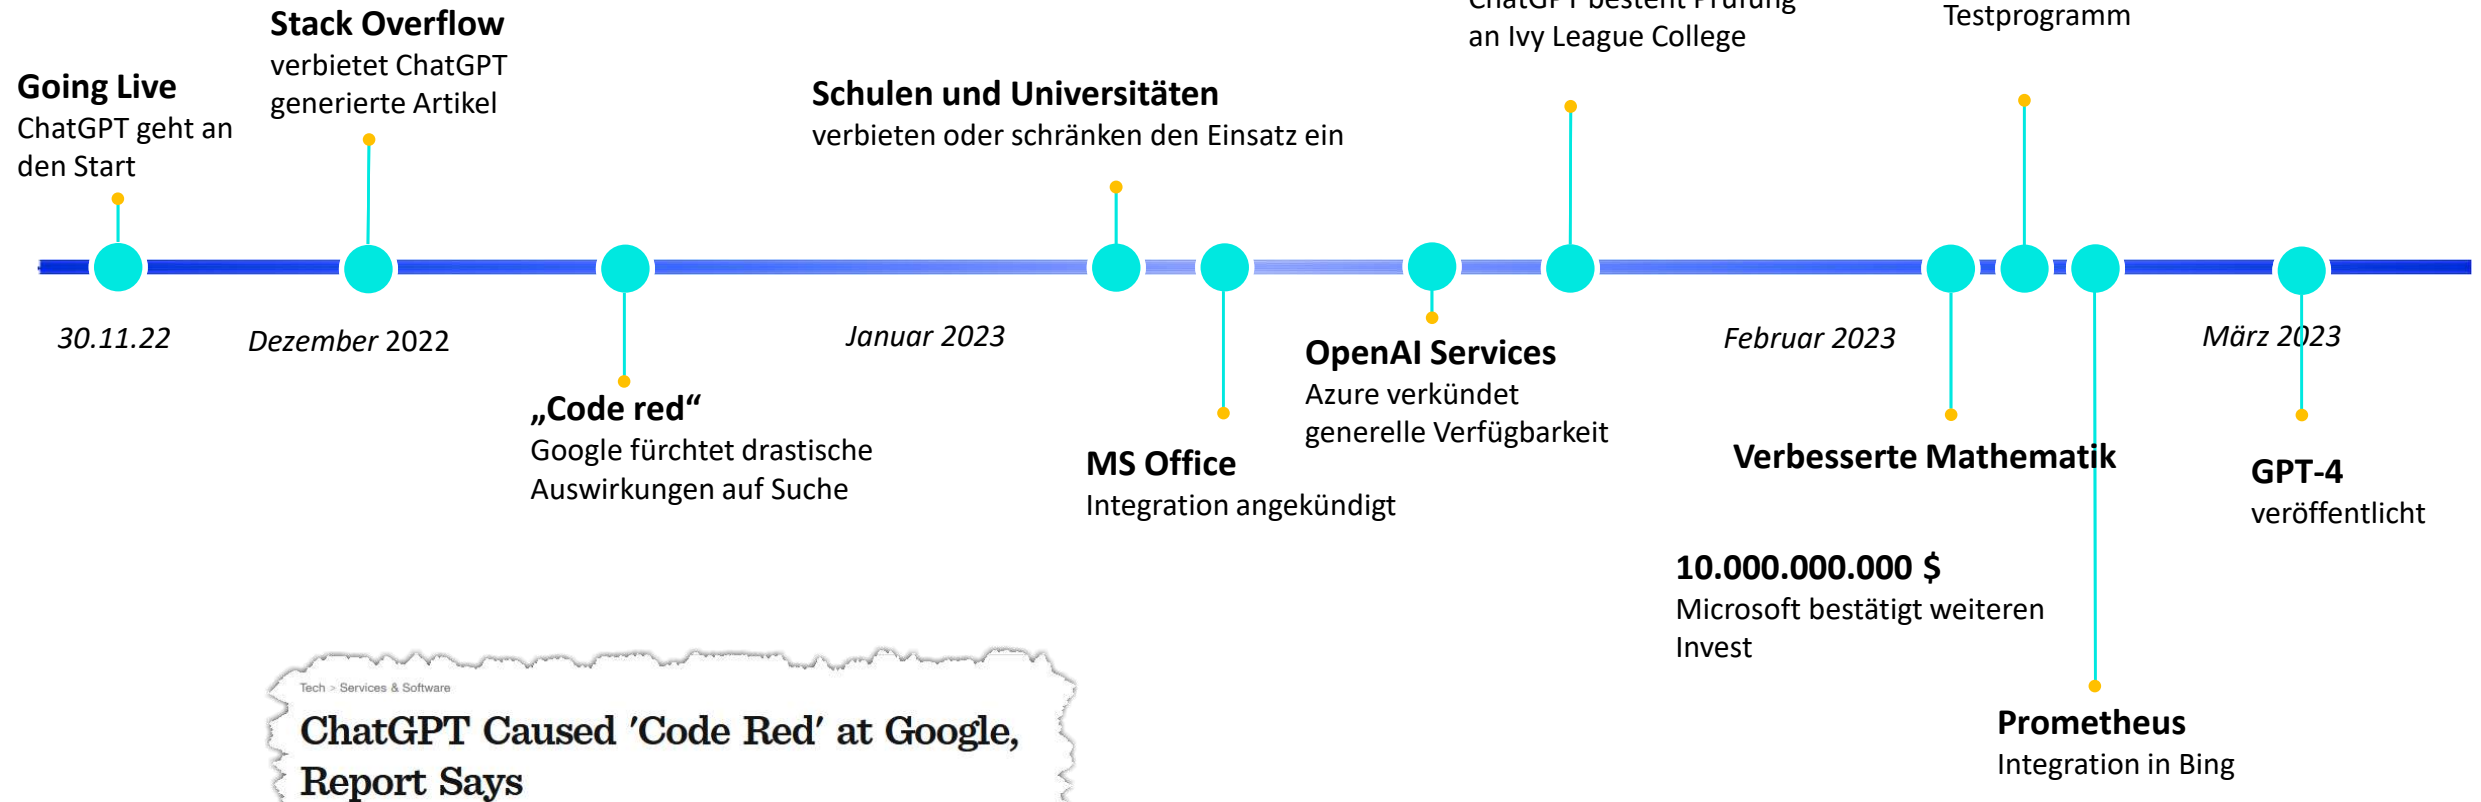 Stack Overflow
verbietet ChatGPT
generierte Artikel
Going Live
ChatGPT geht an
den Start
Schulen und Universitäten
verbieten oder schränken den Einsatz ein
ChatGPT besteht Prüfung
an Ivy League College
Testprogramm
30.11.22
Dezember 2022
Januar 2023
Februar 2023
März 2023
„Code red“
Google fürchtet drastische
Auswirkungen auf Suche
MS Office
Integration angekündigt
OpenAI Services
Azure verkündet
generelle Verfügbarkeit
Verbesserte Mathematik
10.000.000.000 $
Microsoft bestätigt weiteren
Invest
Prometheus
Integration in Bing
GPT-4
veröffentlicht
Tech > Services & Software
ChatGPT Caused 'Code Red' at Google,
Report Says